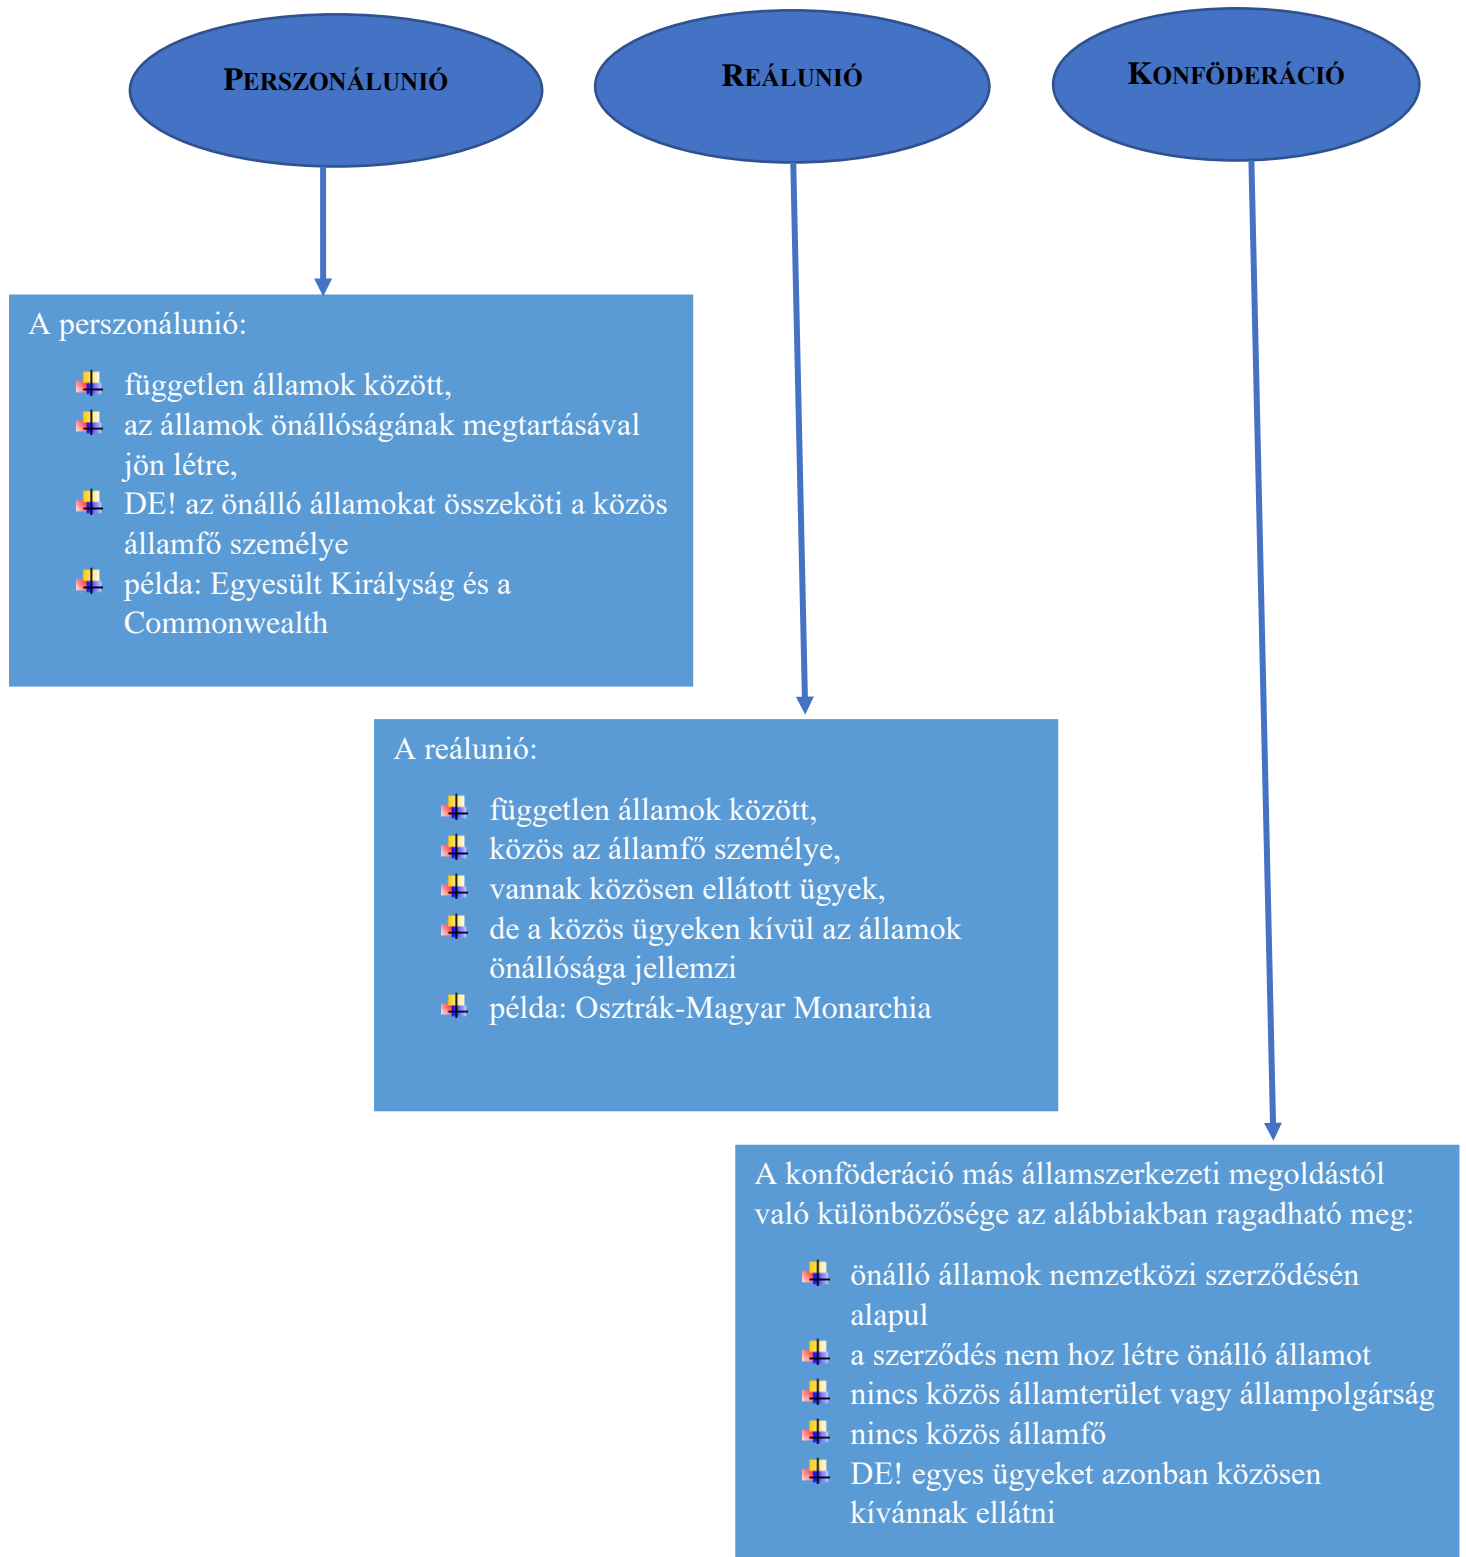 PERSZONÁLUNIÓ
REÁLUNIÓ
KONFÖDERÁCIÓ
A perszonálunió:
független államok között,
az államok önállóságának megtartásával
jön létre,
DE! az önálló államokat összeköti a közös
államfő személye
példa: Egyesült Királyság és a
Commonwealth
A reálunió:
független államok között,
közös az államfő személye,
vannak közösen ellátott ügyek,
de a közös ügyeken kívül az államok
önállósága jellemzi
példa: Osztrák-Magyar Monarchia
A konföderáció más államszerkezeti megoldástól
való különbözősége az alábbiakban ragadható meg:
önálló államok nemzetközi szerződésén
alapul
a szerződés nem hoz létre önálló államot
nincs közös államterület vagy állampolgárság
nincs közös államfő
DE! egyes ügyeket azonban közösen
kívánnak ellátni